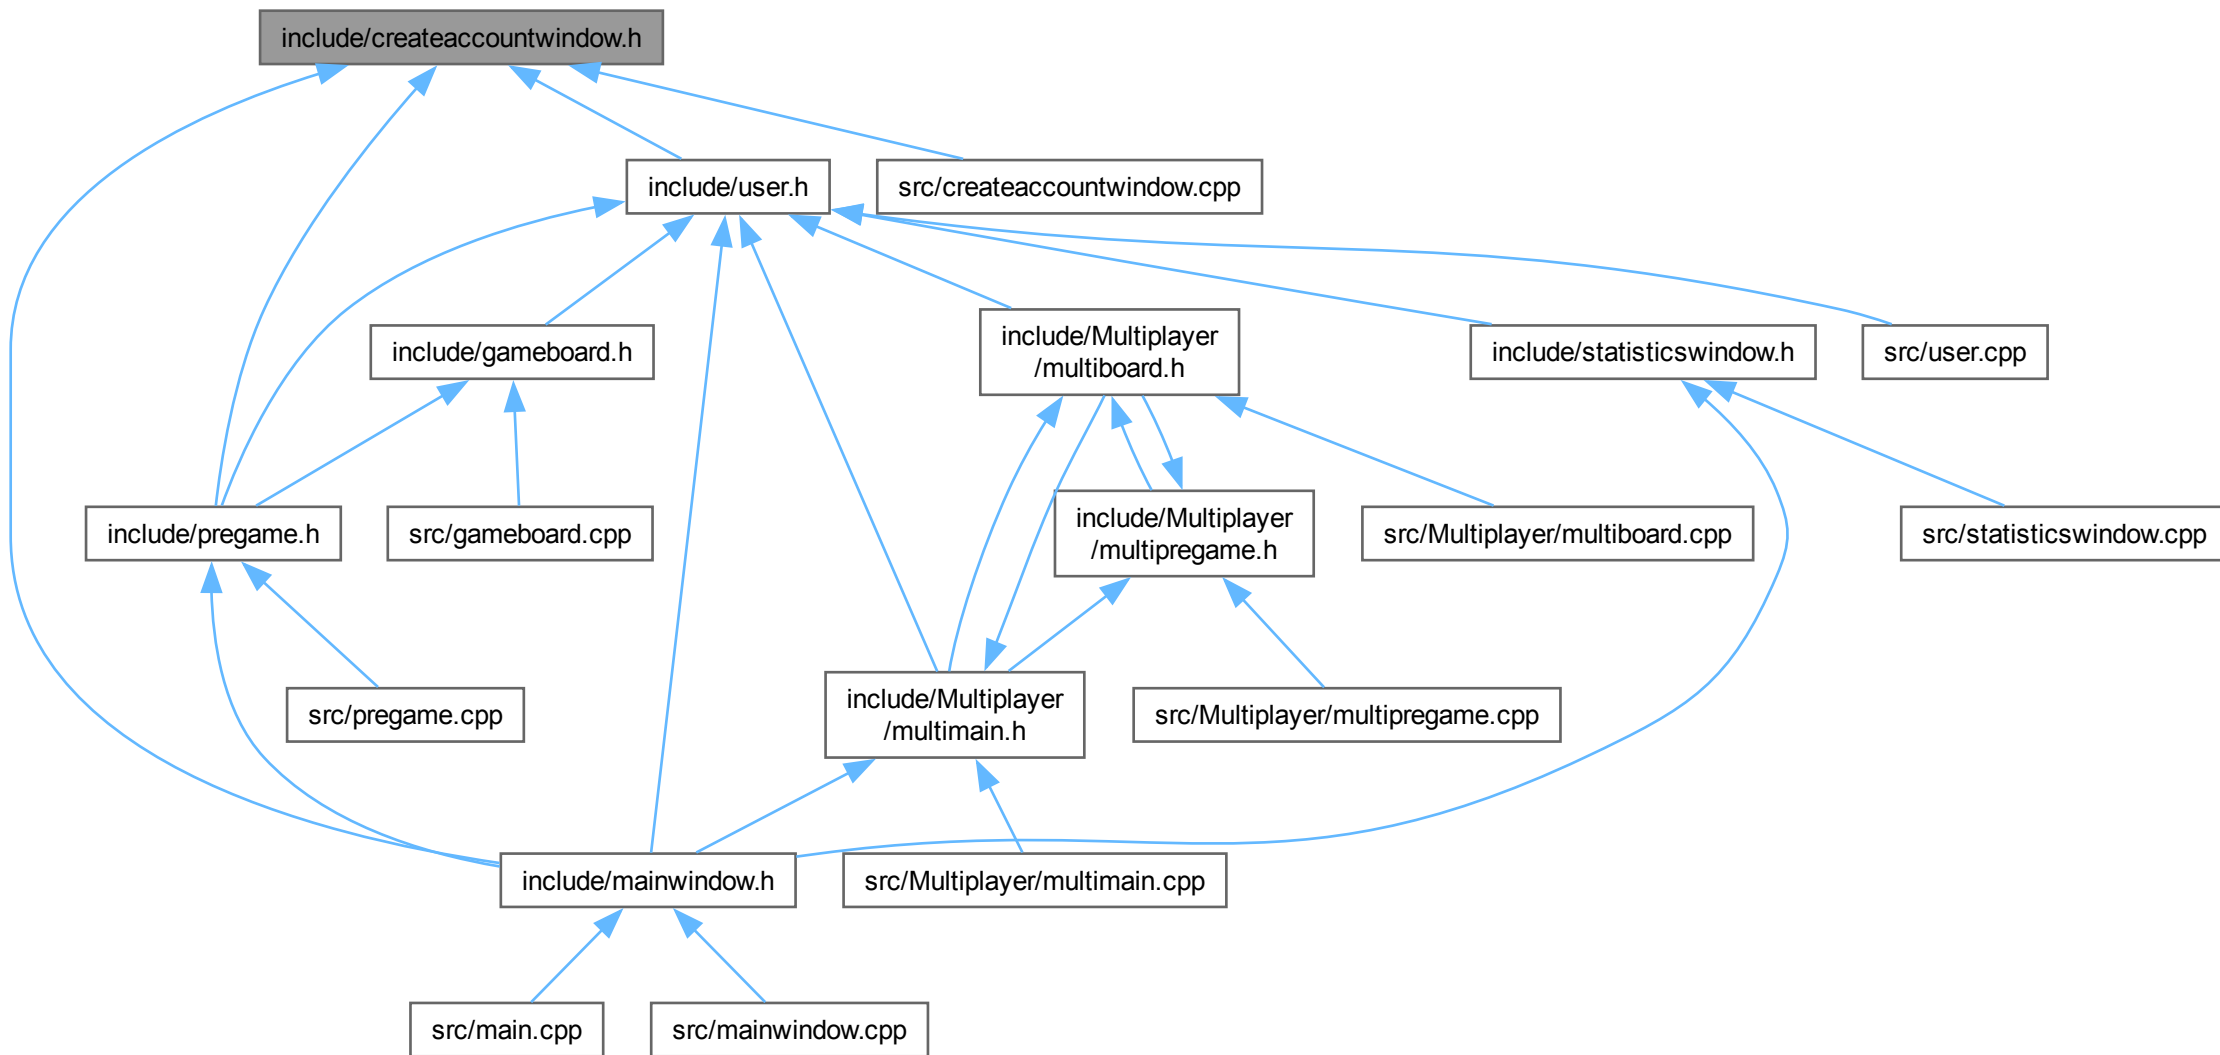 include/createaccountwindow.h
include/user.h
src/createaccountwindow.cpp
include/gameboard.h
include/Multiplayer
/multiboard.h
include/statisticswindow.h
src/user.cpp
include/pregame.h
src/gameboard.cpp
include/Multiplayer
/multipregame.h
src/Multiplayer/multiboard.cpp
src/statisticswindow.cpp
src/pregame.cpp
include/Multiplayer
/multimain.h
src/Multiplayer/multipregame.cpp
include/mainwindow.h
src/Multiplayer/multimain.cpp
src/main.cpp
src/mainwindow.cpp